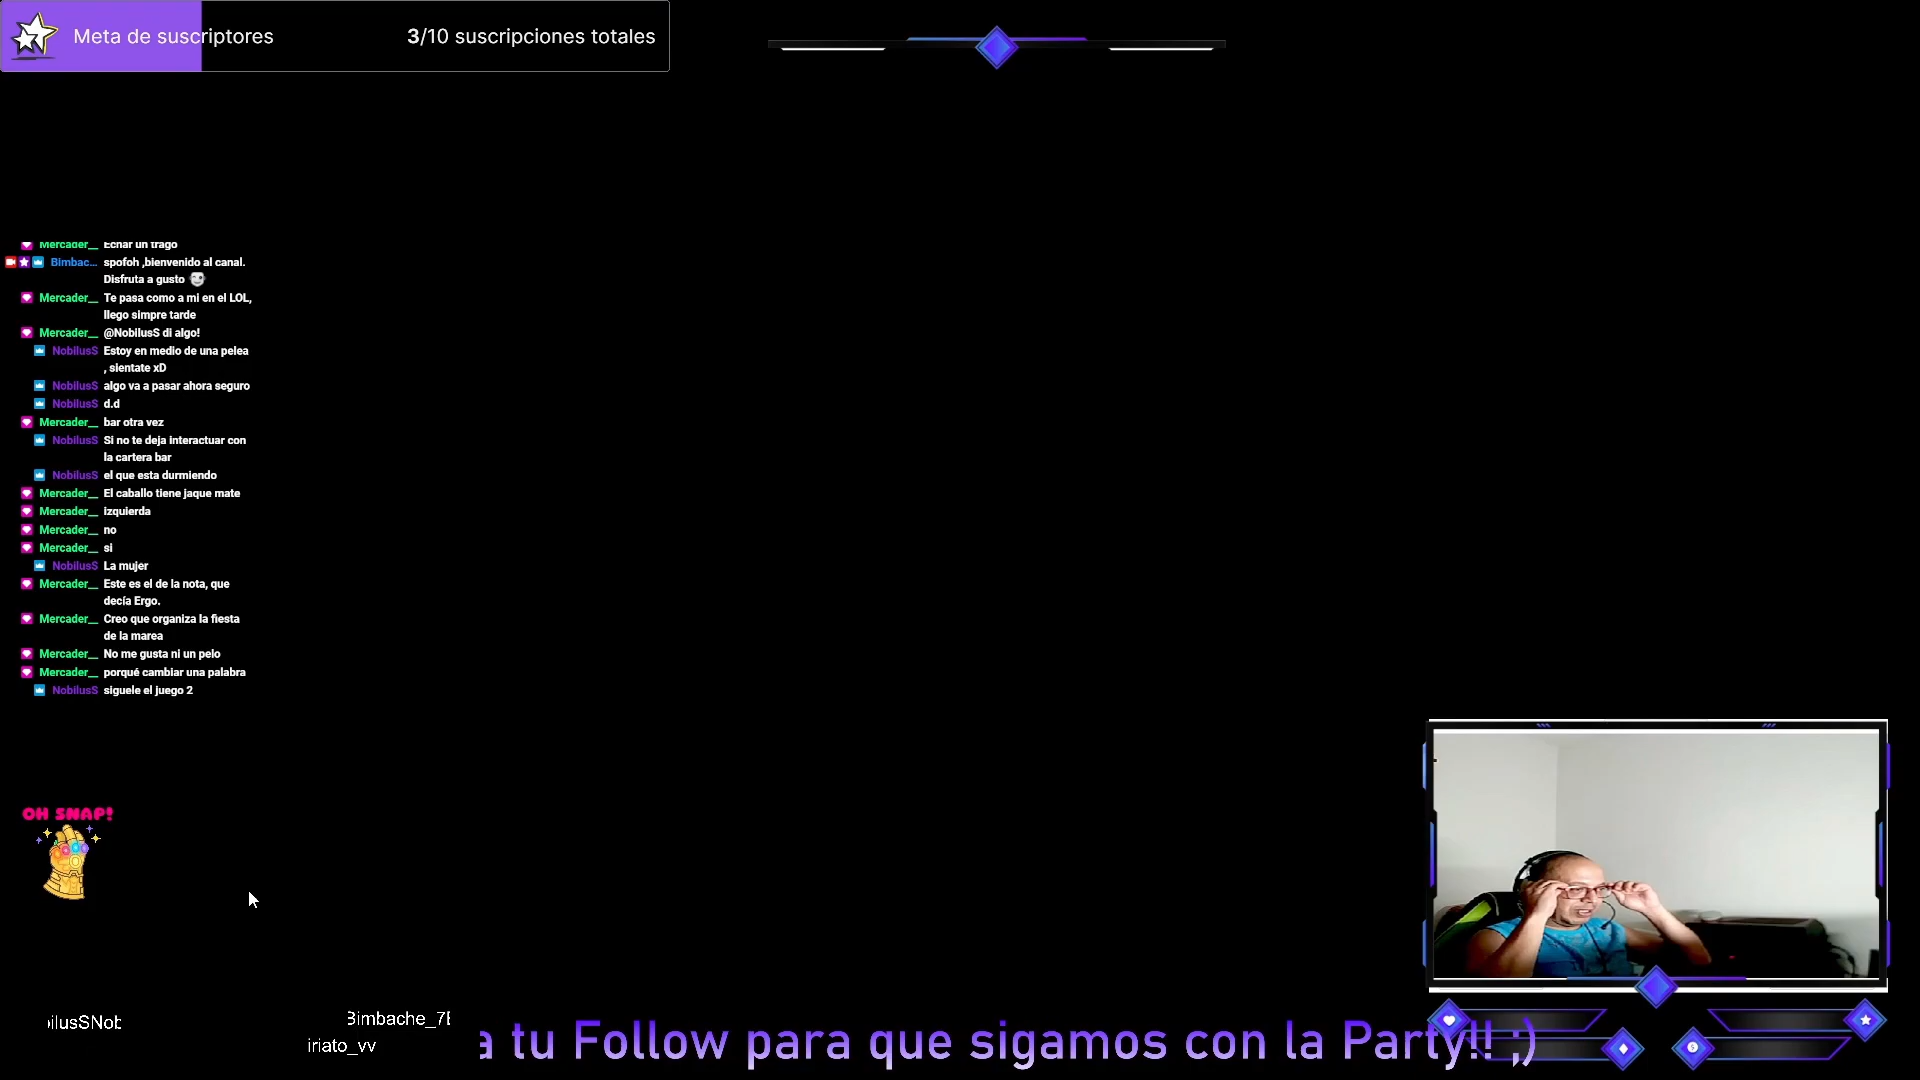 Meta de suscriptores 3/10 suscripciones totales
Mercader__ Echar un trago
Bimbac... spofoh ,bienvenido al canal.
Disfruta a gusto
Mercader__ Te pasa como a mi en el LOL,
llego simpre tarde
Mercader__ @NobilusS di algo!
NobilusS Estoy en medio de una pelea
, sientate xD
NobilusS algo va a pasar ahora seguro
NobilusS d.d
Mercader__ bar otra vez
NobilusS Si no te deja interactuar con
la cartera bar
NobilusS el que esta durmiendo
Mercader__ El caballo tiene jaque mate
Mercader__ izquierda
Mercader__ no
Mercader__ si
NobilusS La mujer
Mercader__ Este es el de la nota, que
decía Ergo.
Mercader__ Creo que organiza la fiesta
de la marea
Mercader__ No me gusta ni un pelo
Mercader__ porqué cambiar una palabra
NobilusS siguele el juego 2
OH SNAP!
ilusSNob
Bimbache_7E
iriato_vv
a tu Follow para que sigamos con la Party!! ;)